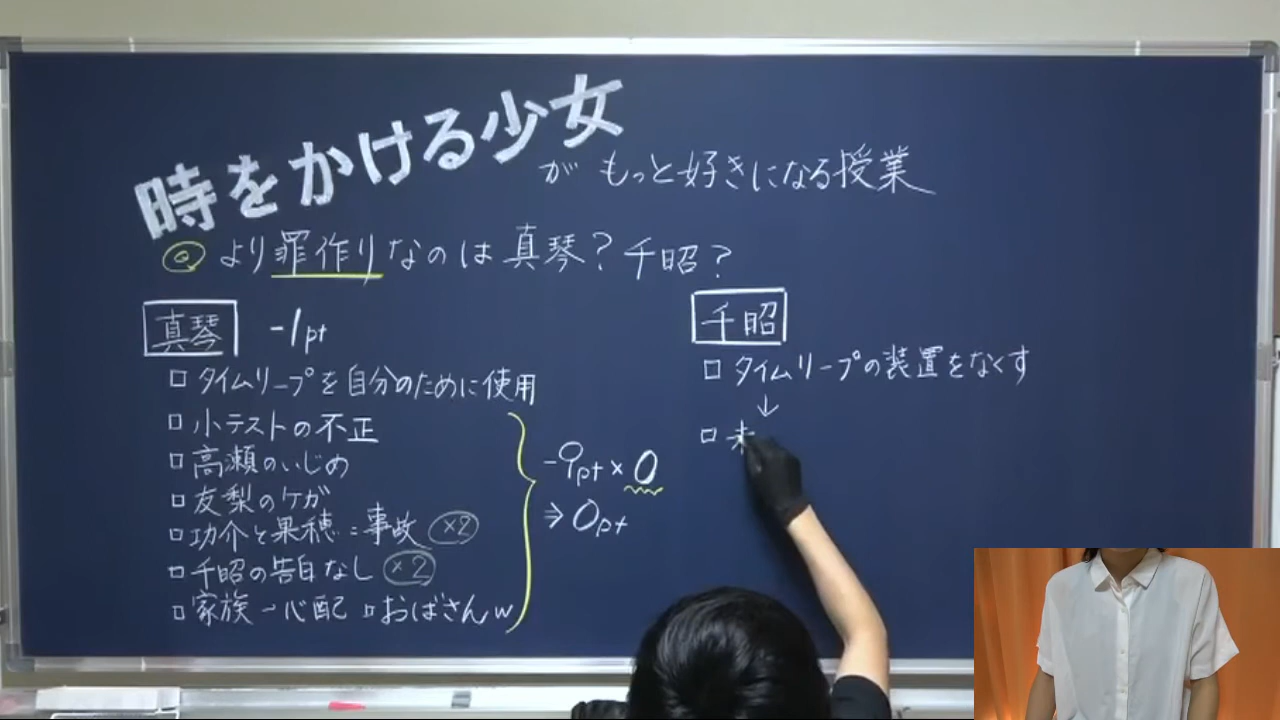 時をかける少女
が もっと好きになる授業
Q より罪作りなのは真琴？千昭？
真琴 -1pt
□ タイムリープを自分のために使用
□ 小テストの不正
□ 高瀬のいじめ
□ 友梨のケガ
□ 功介と果穂：事故 ×2
□ 千昭の告白なし ×2
□ 家族→心配 □ おばさんw
-9pt × 0
⇒ 0pt
千昭
□ タイムリープの装置をなくす
↓
□ 未